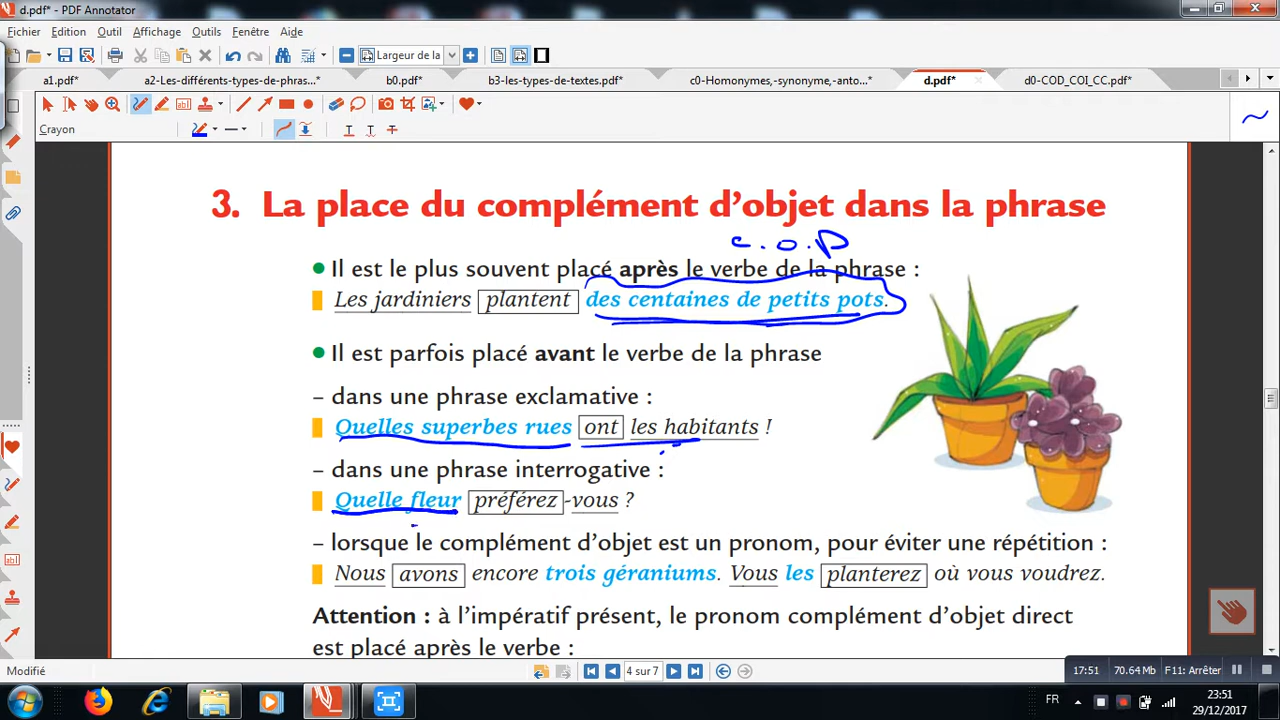 d.pdf* - PDF Annotator
Fichier Edition Outil Affichage Outils Fenêtre Aide
Largeur de la
a1.pdf* a2-Les-différents-types-de-phras...* b0.pdf* b3-les-types-de-textes.pdf* c0-Homonymes,-synonyme,-anto...* d.pdf* d0-COD_COI_CC.pdf*
Crayon
3. La place du complément d'objet dans la phrase
C.O.D
Il est le plus souvent placé après le verbe de la phrase :
Les jardiniers plantent des centaines de petits pots.
Il est parfois placé avant le verbe de la phrase
– dans une phrase exclamative :
Quelles superbes rues ont les habitants !
– dans une phrase interrogative :
Quelle fleur préférez-vous ?
– lorsque le complément d'objet est un pronom, pour éviter une répétition :
Nous avons encore trois géraniums. Vous les planterez où vous voudrez.
Attention : à l'impératif présent, le pronom complément d'objet direct
est placé après le verbe :
Modifié 4 sur 7 17:51 70.64 Mb F11: Arrêter
FR 23:51
29/12/2017